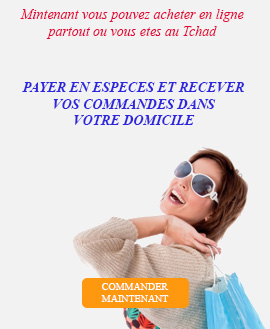 Mintenant vous pouvez acheter en ligne
partout ou vous etes au Tchad
PAYER EN ESPECES ET RECEVER
VOS COMMANDES DANS
VOTRE DOMICILE
COMMANDER
MAINTENANT